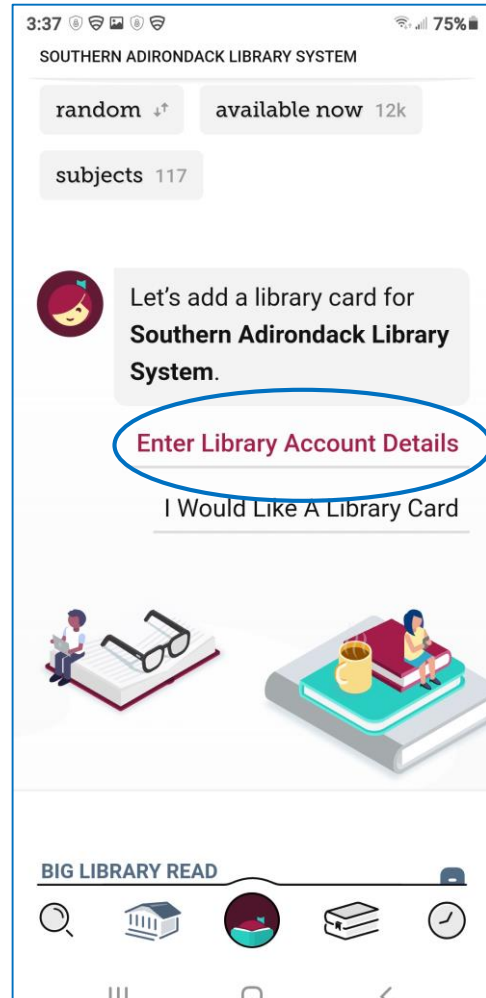 3:37 75%
SOUTHERN ADIRONDACK LIBRARY SYSTEM
random available now 12k
subjects 117
Let's add a library card for
Southern Adirondack Library
System.
Enter Library Account Details
I Would Like A Library Card
BIG LIBRARY READ